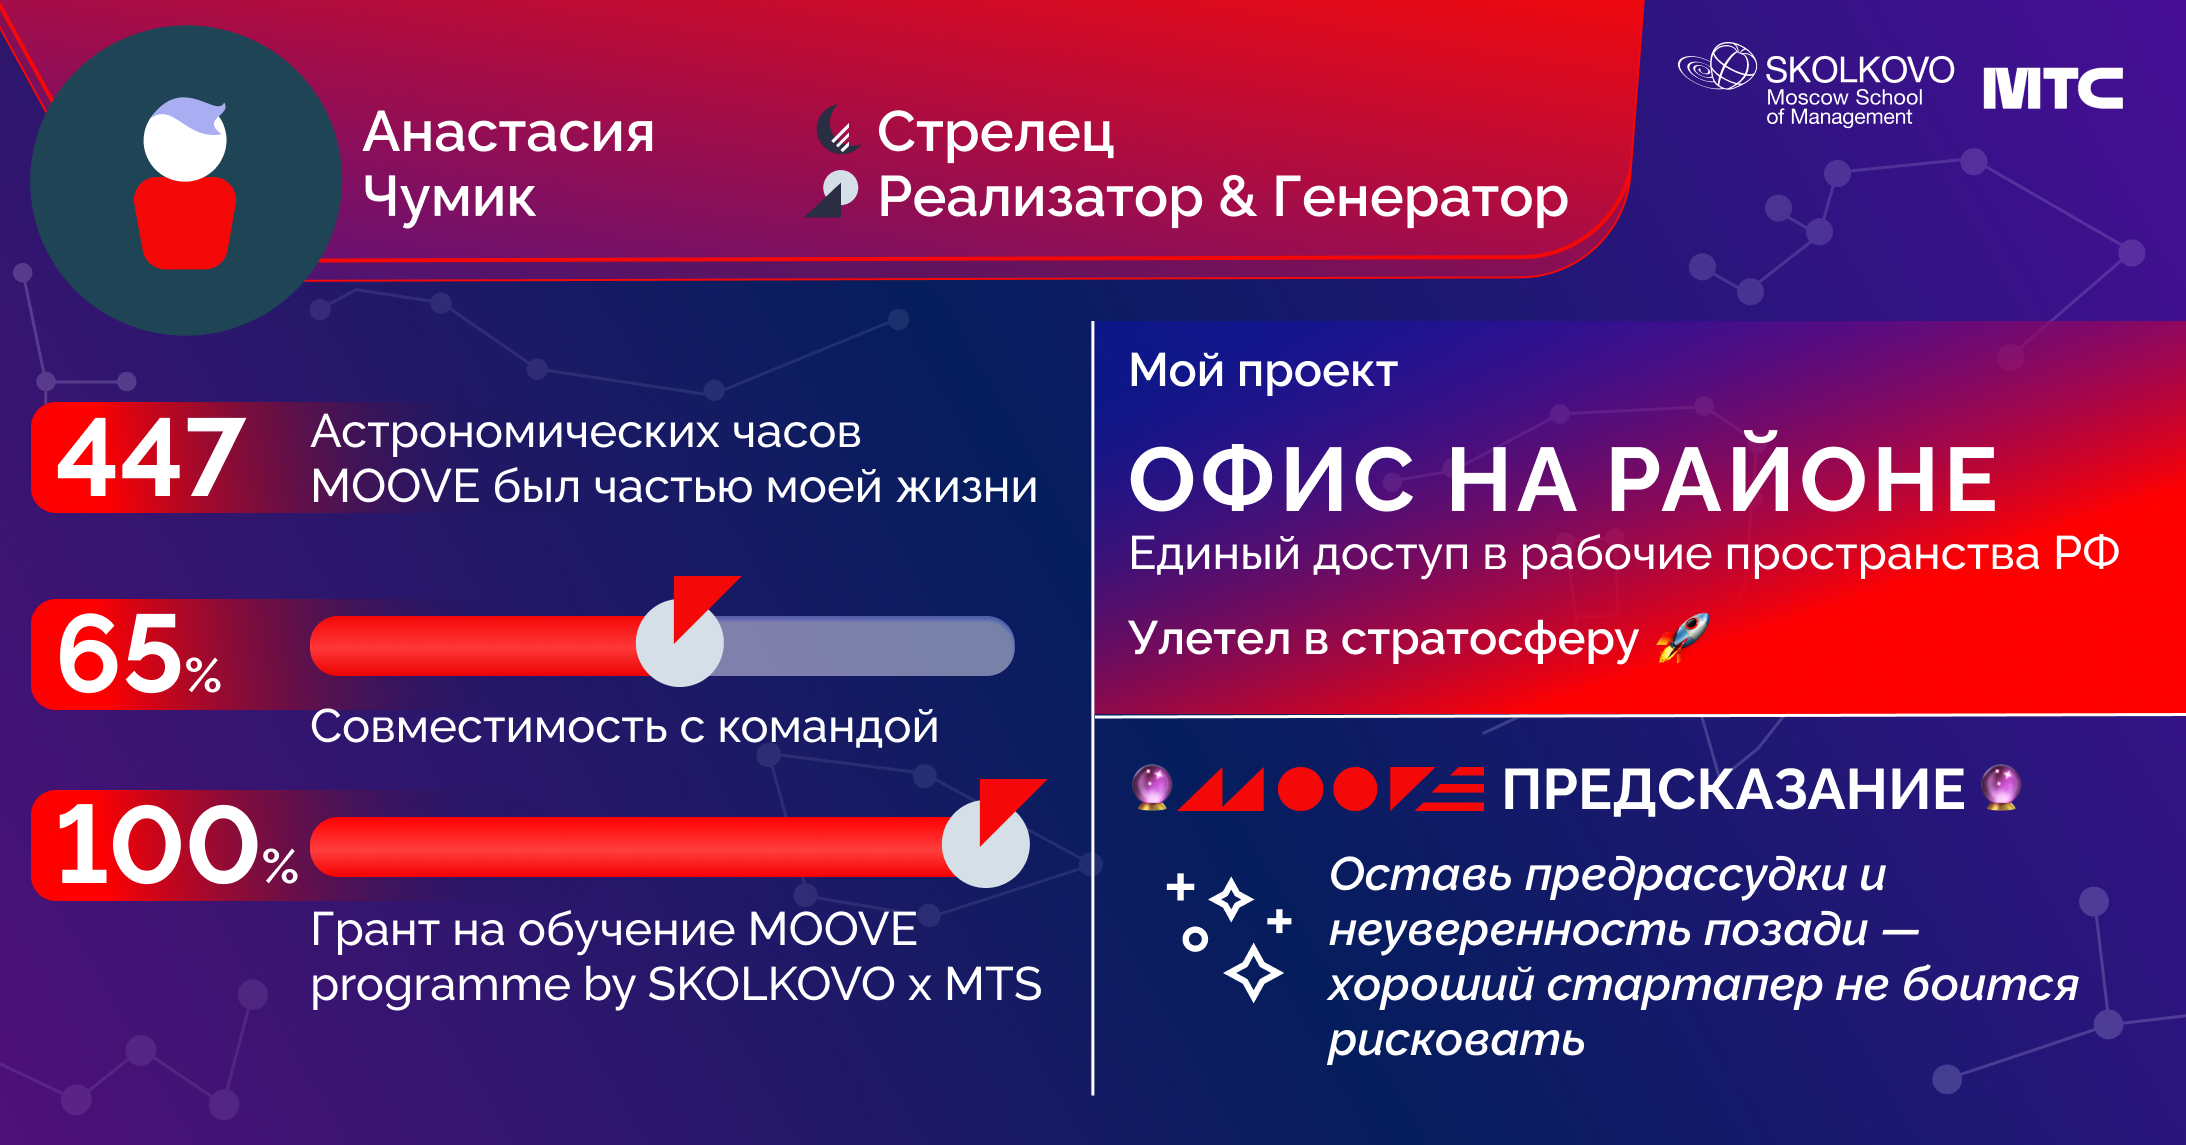 Анастасия
Чумик
Стрелец
Реализатор & Генератор
SKOLKOVO
Moscow School
of Management
МТС
447
Астрономических часов
MOOVE был частью моей жизни
65%
Совместимость с командой
100%
Грант на обучение MOOVE
programme by SKOLKOVO x MTS
Мой проект
ОФИС НА РАЙОНЕ
Единый доступ в рабочие пространства РФ
Улетел в стратосферу 🚀
🔮 MOOVE ПРЕДСКАЗАНИЕ 🔮
Оставь предрассудки и
неуверенность позади —
хороший стартапер не боится
рисковать